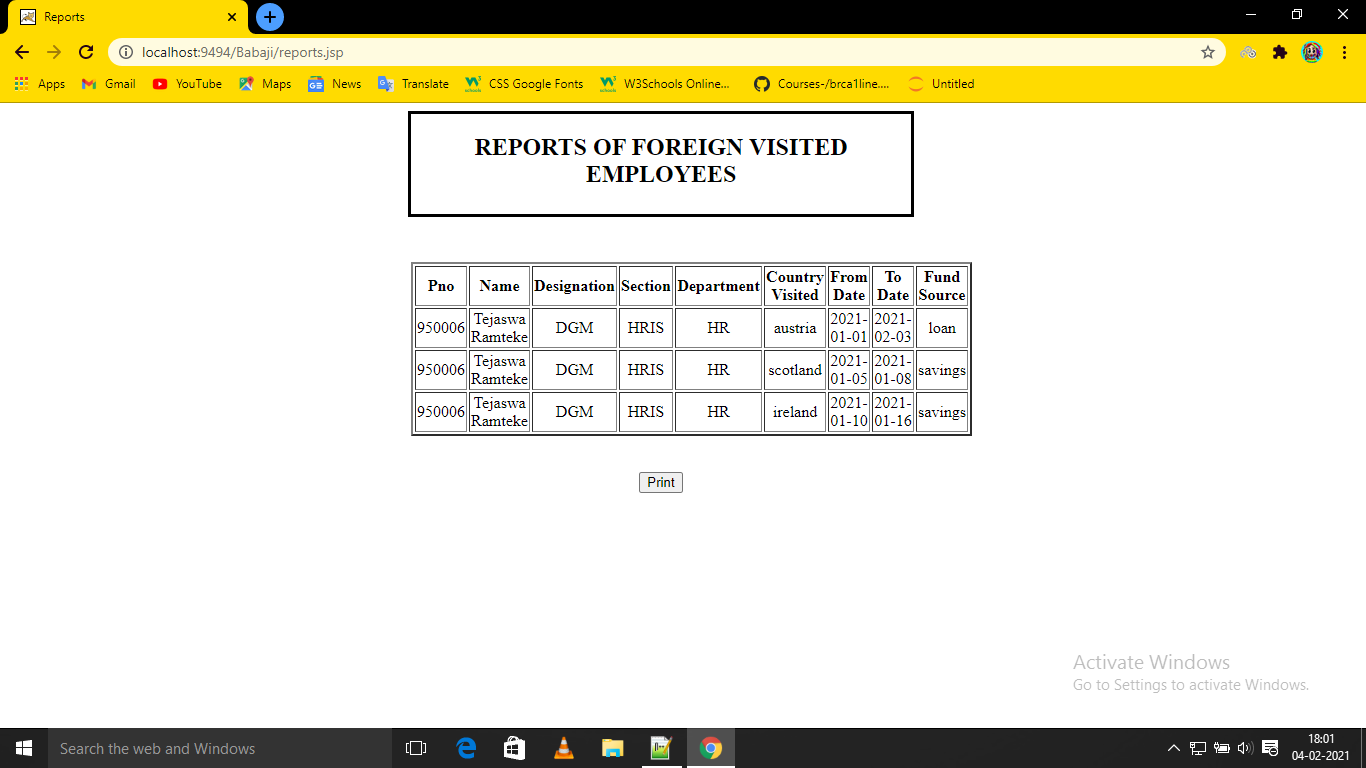 Reports
localhost:9494/Babaji/reports.jsp
Apps Gmail YouTube Maps News Translate CSS Google Fonts W3Schools Online... Courses-/brca1line.... Untitled
REPORTS OF FOREIGN VISITED
EMPLOYEES
Pno Name Designation Section Department Country Visited From Date To Date Fund Source
950006 Tejaswa Ramteke DGM HRIS HR austria 2021-01-01 2021-02-03 loan
950006 Tejaswa Ramteke DGM HRIS HR scotland 2021-01-05 2021-01-08 savings
950006 Tejaswa Ramteke DGM HRIS HR ireland 2021-01-10 2021-01-16 savings
Print
Activate Windows
Go to Settings to activate Windows.
Search the web and Windows
18:01
04-02-2021